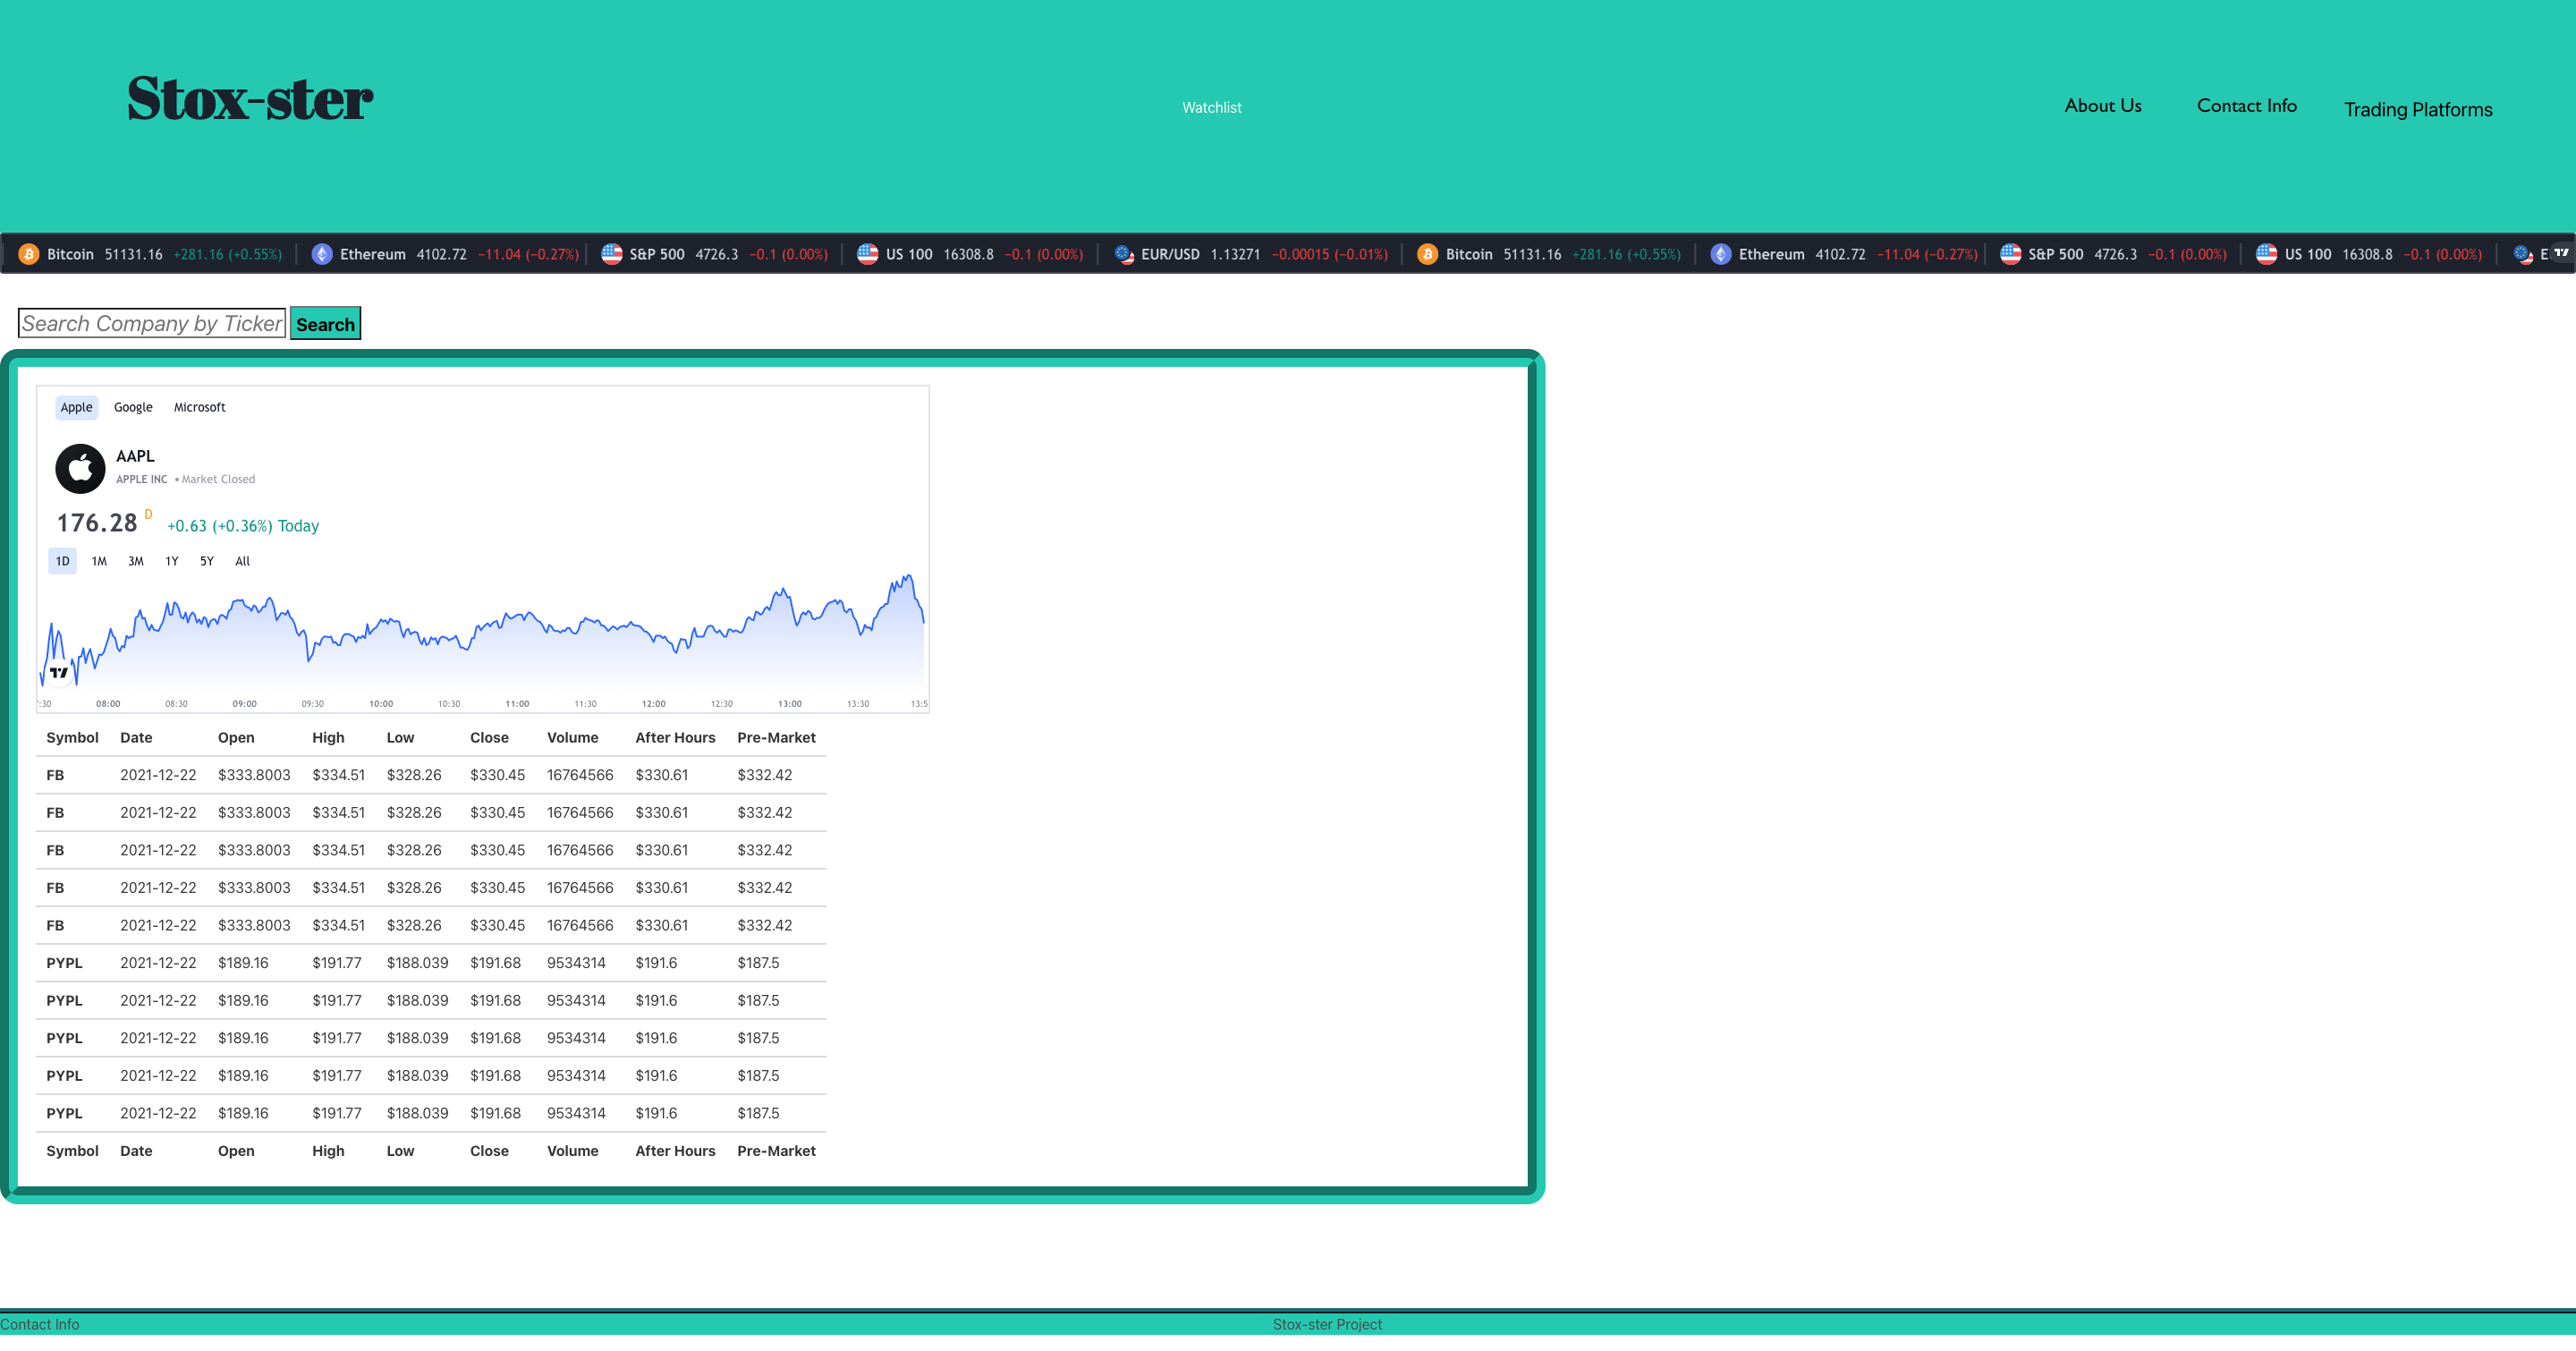 Stox-ster
Watchlist
About Us Contact Info Trading Platforms
Bitcoin 51131.16 +281.16 (+0.55%) Ethereum 4102.72 −11.04 (−0.27%) S&P 500 4726.3 −0.1 (0.00%) US 100 16308.8 −0.1 (0.00%) EUR/USD 1.13271 −0.00015 (−0.01%) Bitcoin 51131.16 +281.16 (+0.55%) Ethereum 4102.72 −11.04 (−0.27%) S&P 500 4726.3 −0.1 (0.00%) US 100 16308.8 −0.1 (0.00%) E
Search Company by Ticker Search
Apple Google Microsoft
AAPL
APPLE INC • Market Closed
176.28 D +0.63 (+0.36%) Today
1D 1M 3M 1Y 5Y All
:30 08:00 08:30 09:00 09:30 10:00 10:30 11:00 11:30 12:00 12:30 13:00 13:30 13:5
Symbol Date Open High Low Close Volume After Hours Pre-Market
FB 2021-12-22 $333.8003 $334.51 $328.26 $330.45 16764566 $330.61 $332.42
FB 2021-12-22 $333.8003 $334.51 $328.26 $330.45 16764566 $330.61 $332.42
FB 2021-12-22 $333.8003 $334.51 $328.26 $330.45 16764566 $330.61 $332.42
FB 2021-12-22 $333.8003 $334.51 $328.26 $330.45 16764566 $330.61 $332.42
FB 2021-12-22 $333.8003 $334.51 $328.26 $330.45 16764566 $330.61 $332.42
PYPL 2021-12-22 $189.16 $191.77 $188.039 $191.68 9534314 $191.6 $187.5
PYPL 2021-12-22 $189.16 $191.77 $188.039 $191.68 9534314 $191.6 $187.5
PYPL 2021-12-22 $189.16 $191.77 $188.039 $191.68 9534314 $191.6 $187.5
PYPL 2021-12-22 $189.16 $191.77 $188.039 $191.68 9534314 $191.6 $187.5
PYPL 2021-12-22 $189.16 $191.77 $188.039 $191.68 9534314 $191.6 $187.5
Symbol Date Open High Low Close Volume After Hours Pre-Market
Contact Info Stox-ster Project